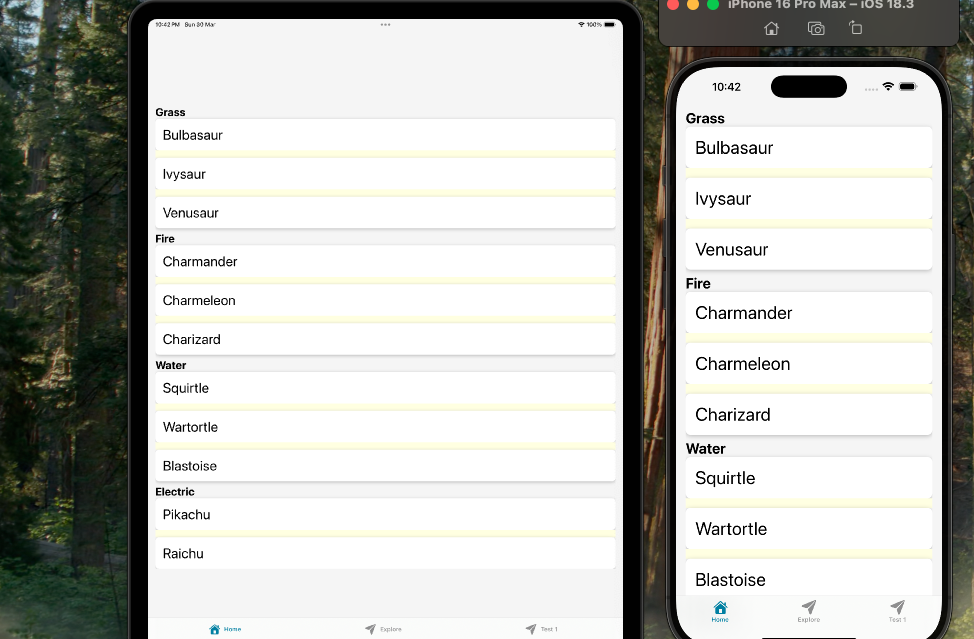 10:42 PM Sun 30 Mar
100%
Grass
Bulbasaur
Ivysaur
Venusaur
Fire
Charmander
Charmeleon
Charizard
Water
Squirtle
Wartortle
Blastoise
Electric
Pikachu
Raichu
Home Explore Test 1
iPhone 16 Pro Max – iOS 18.3
10:42
Grass
Bulbasaur
Ivysaur
Venusaur
Fire
Charmander
Charmeleon
Charizard
Water
Squirtle
Wartortle
Blastoise
Home Explore Test 1